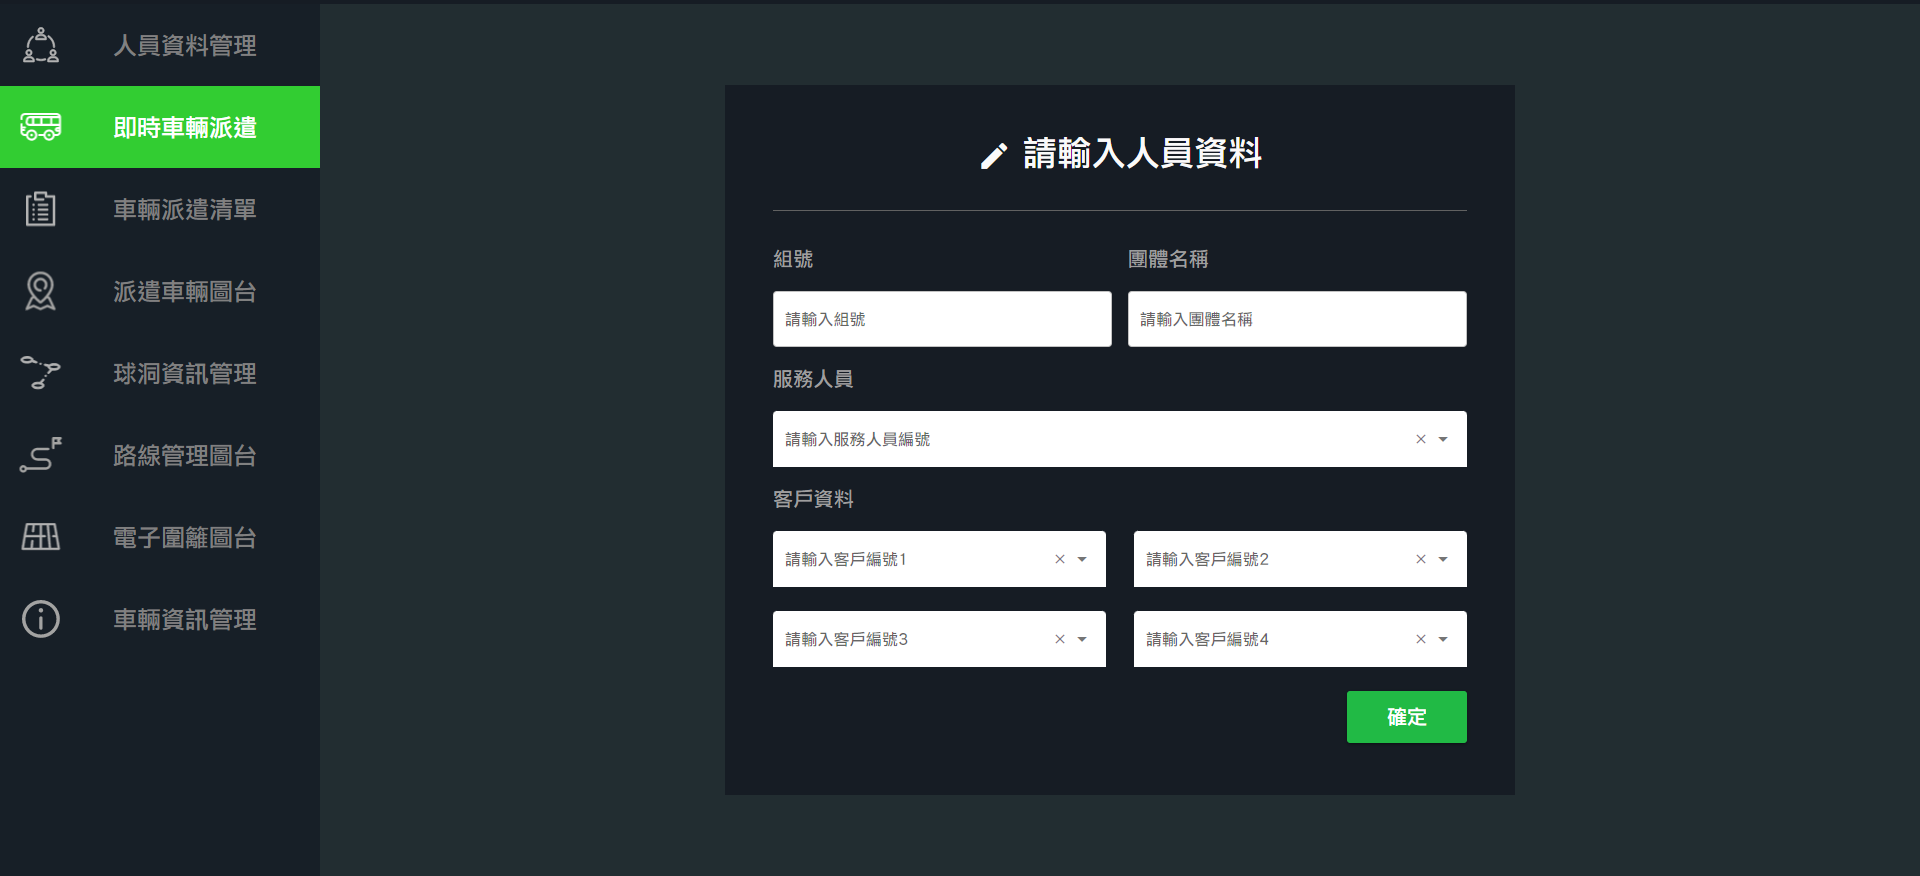 人員資料管理
即時車輛派遣
車輛派遣清單
派遣車輛圖台
球洞資訊管理
路線管理圖台
電子圍籬圖台
車輛資訊管理
請輸入人員資料
組號
團體名稱
請輸入組號
請輸入團體名稱
服務人員
請輸入服務人員編號
客戶資料
請輸入客戶編號1
請輸入客戶編號2
請輸入客戶編號3
請輸入客戶編號4
確定